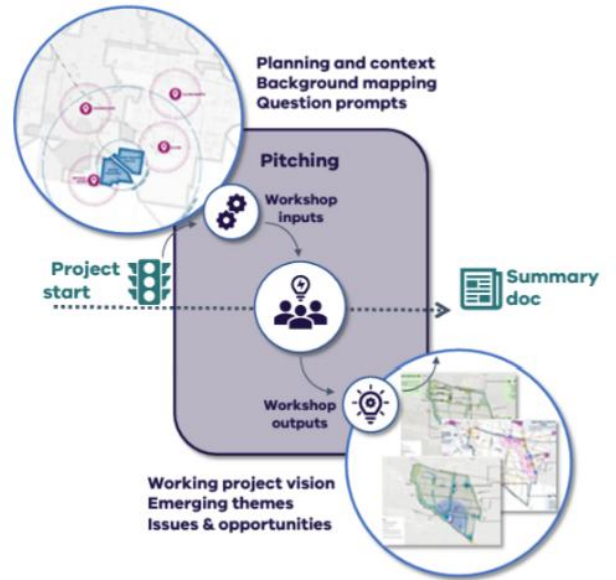 Planning and context
Background mapping
Question prompts
Pitching
Workshop
inputs
Project
start
Summary
doc
Workshop
outputs
Working project vision
Emerging themes
Issues & opportunities